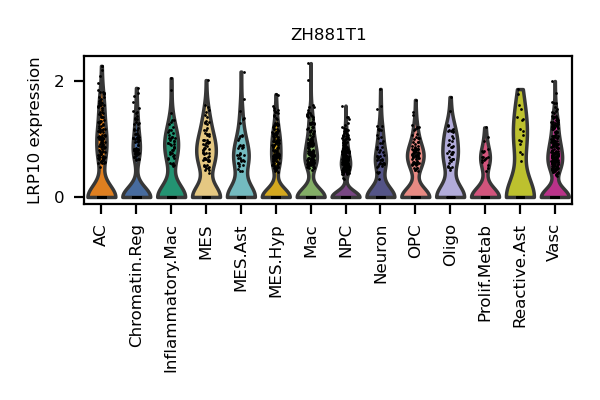 ZH881T1
LRP10 expression
2
0
AC
Chromatin.Reg
Inflammatory.Mac
MES
MES.Ast
MES.Hyp
Mac
NPC
Neuron
OPC
Oligo
Prolif.Metab
Reactive.Ast
Vasc